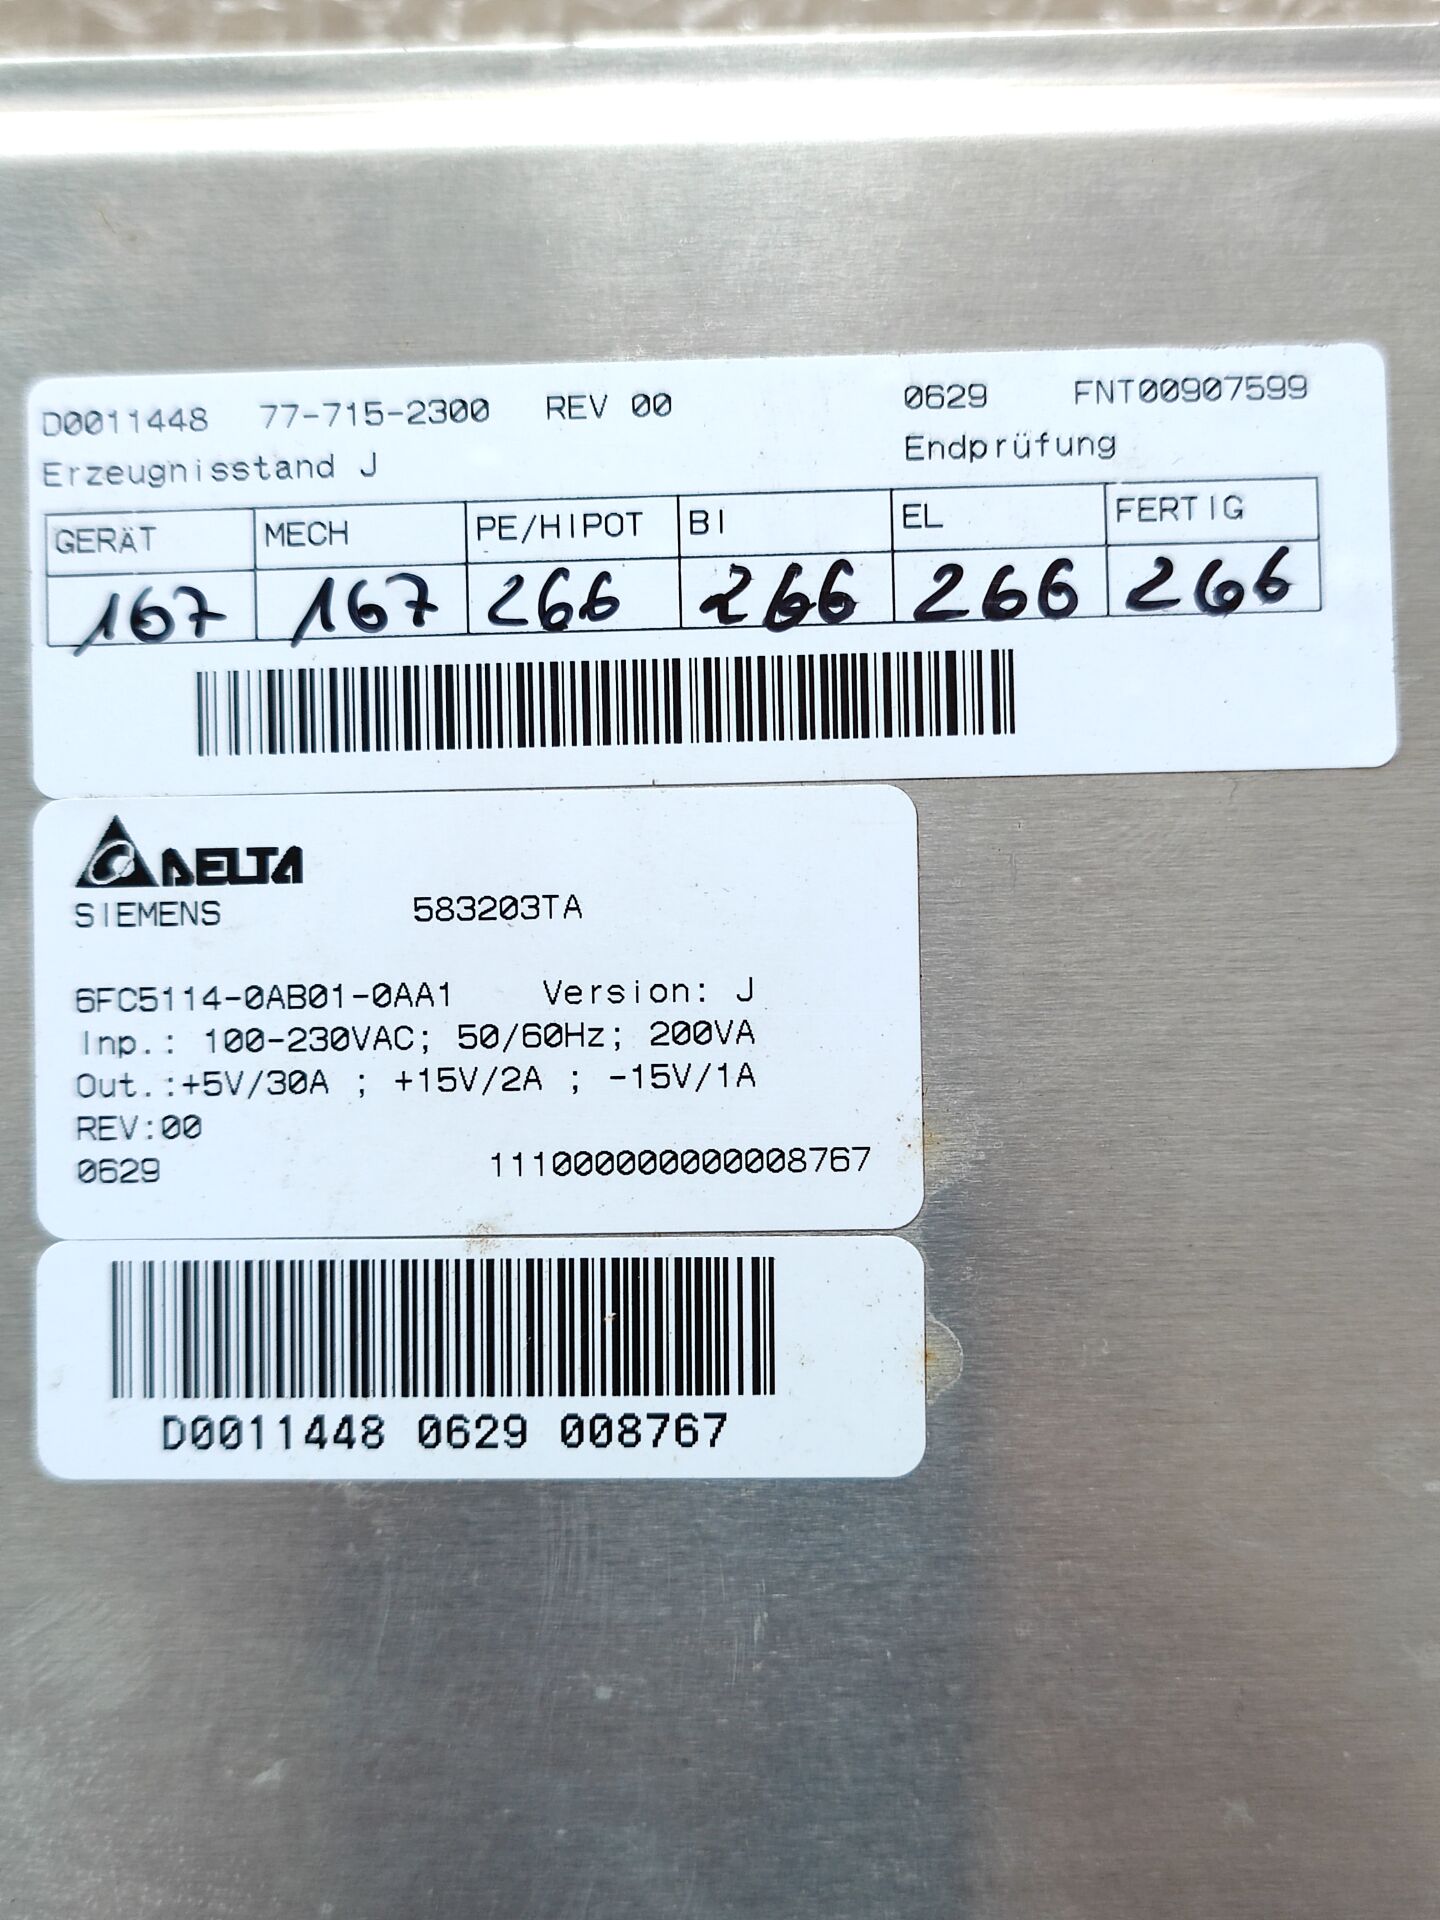 D0011448 77-715-2300 REV 00 0629 FNT00907599
Erzeugnisstand J Endprüfung
GERÄT MECH PE/HIPOT BI EL FERTIG
167 167 266 266 266 266
DELTA
SIEMENS 583203TA
6FC5114-0AB01-0AA1 Version: J
Inp.: 100-230VAC; 50/60Hz; 200VA
Out.:+5V/30A ; +15V/2A ; -15V/1A
REV:00
0629 111000000000008767
D0011448 0629 008767